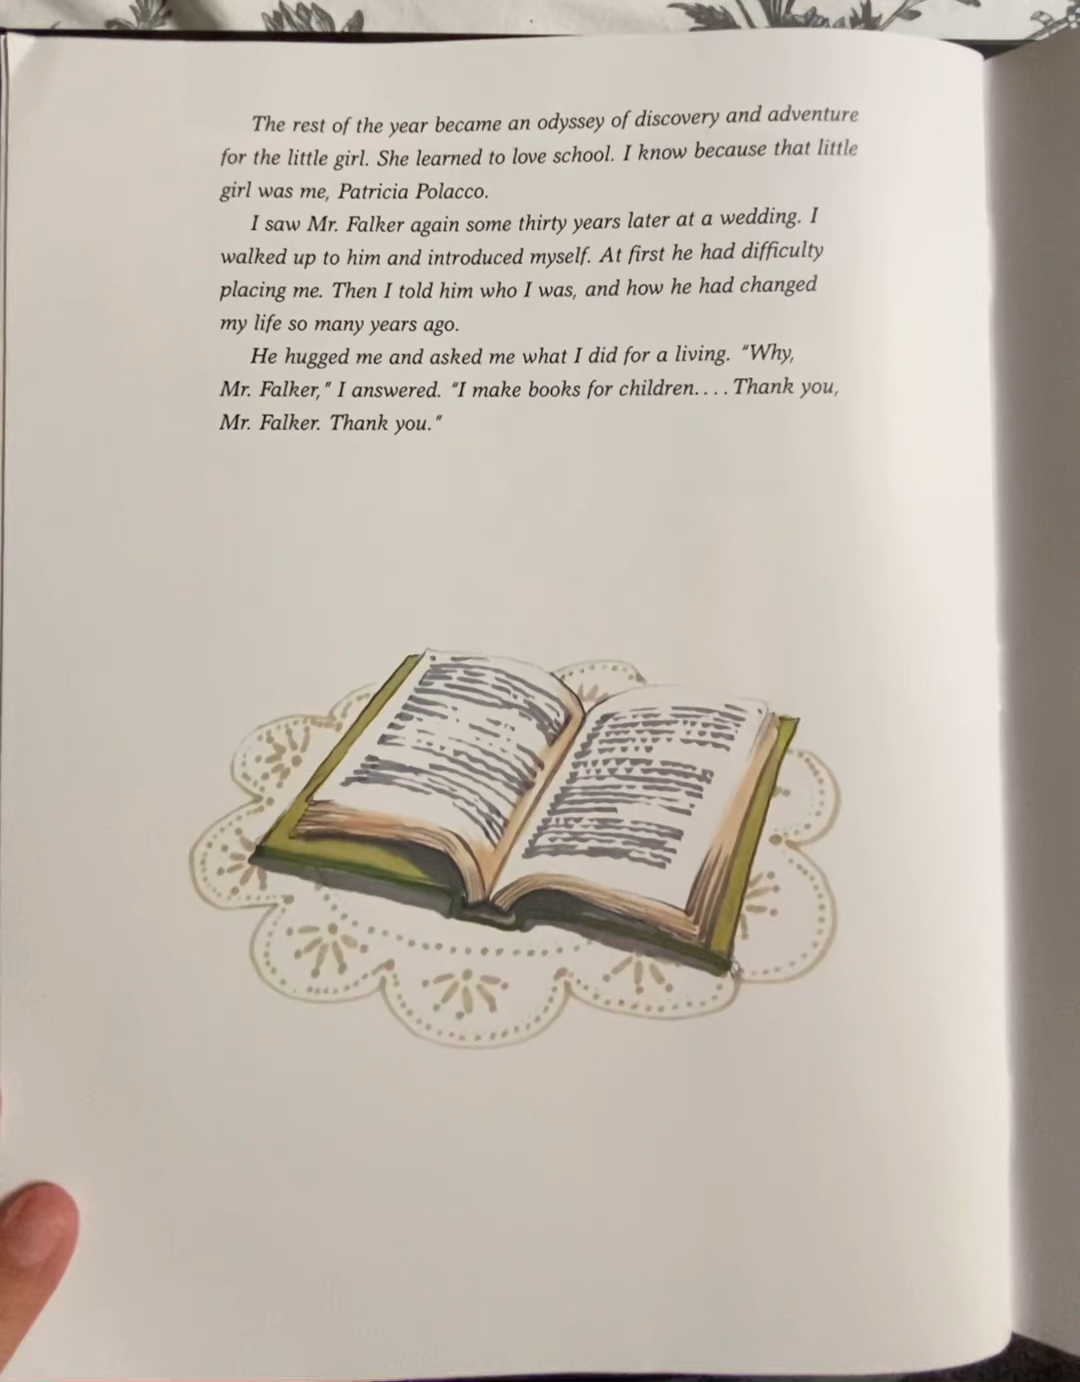 The rest of the year became an odyssey of discovery and adventure
for the little girl. She learned to love school. I know because that little
girl was me, Patricia Polacco.
I saw Mr. Falker again some thirty years later at a wedding. I
walked up to him and introduced myself. At first he had difficulty
placing me. Then I told him who I was, and how he had changed
my life so many years ago.
He hugged me and asked me what I did for a living. “Why,
Mr. Falker,” I answered. “I make books for children. . . . Thank you,
Mr. Falker. Thank you.”